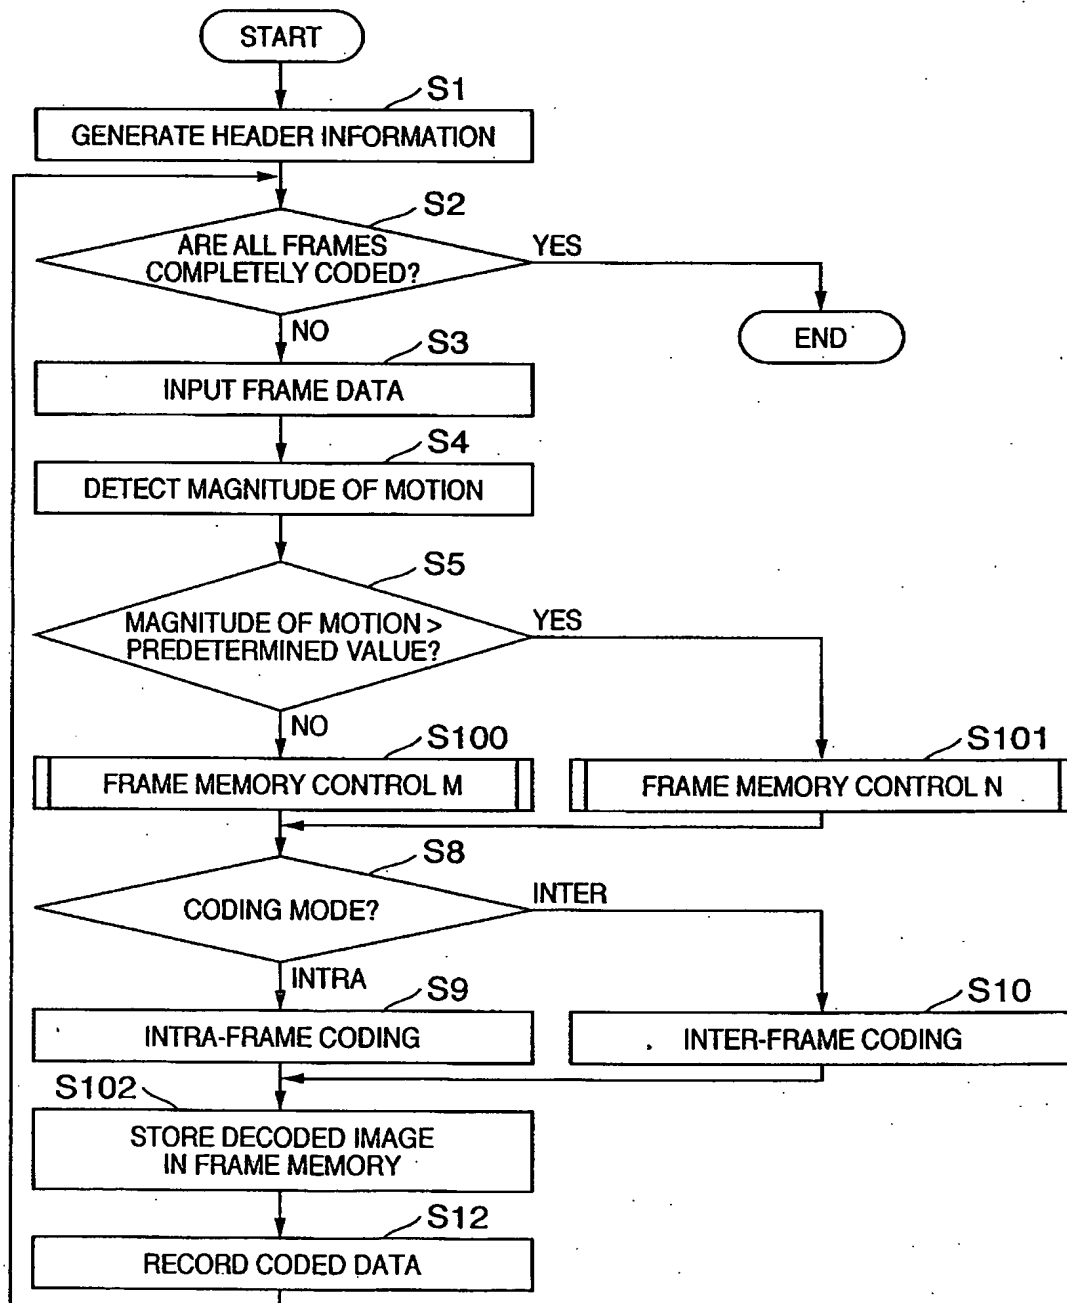 START
S1
GENERATE HEADER INFORMATION
S2
ARE ALL FRAMES
COMPLETELY CODED?
YES
END
NO
S3
INPUT FRAME DATA
S4
DETECT MAGNITUDE OF MOTION
S5
MAGNITUDE OF MOTION >
PREDETERMINED VALUE?
YES
NO
S100
FRAME MEMORY CONTROL M
S101
FRAME MEMORY CONTROL N
S8
CODING MODE?
INTER
INTRA
S9
INTRA-FRAME CODING
S10
INTER-FRAME CODING
S102
STORE DECODED IMAGE
IN FRAME MEMORY
S12
RECORD CODED DATA